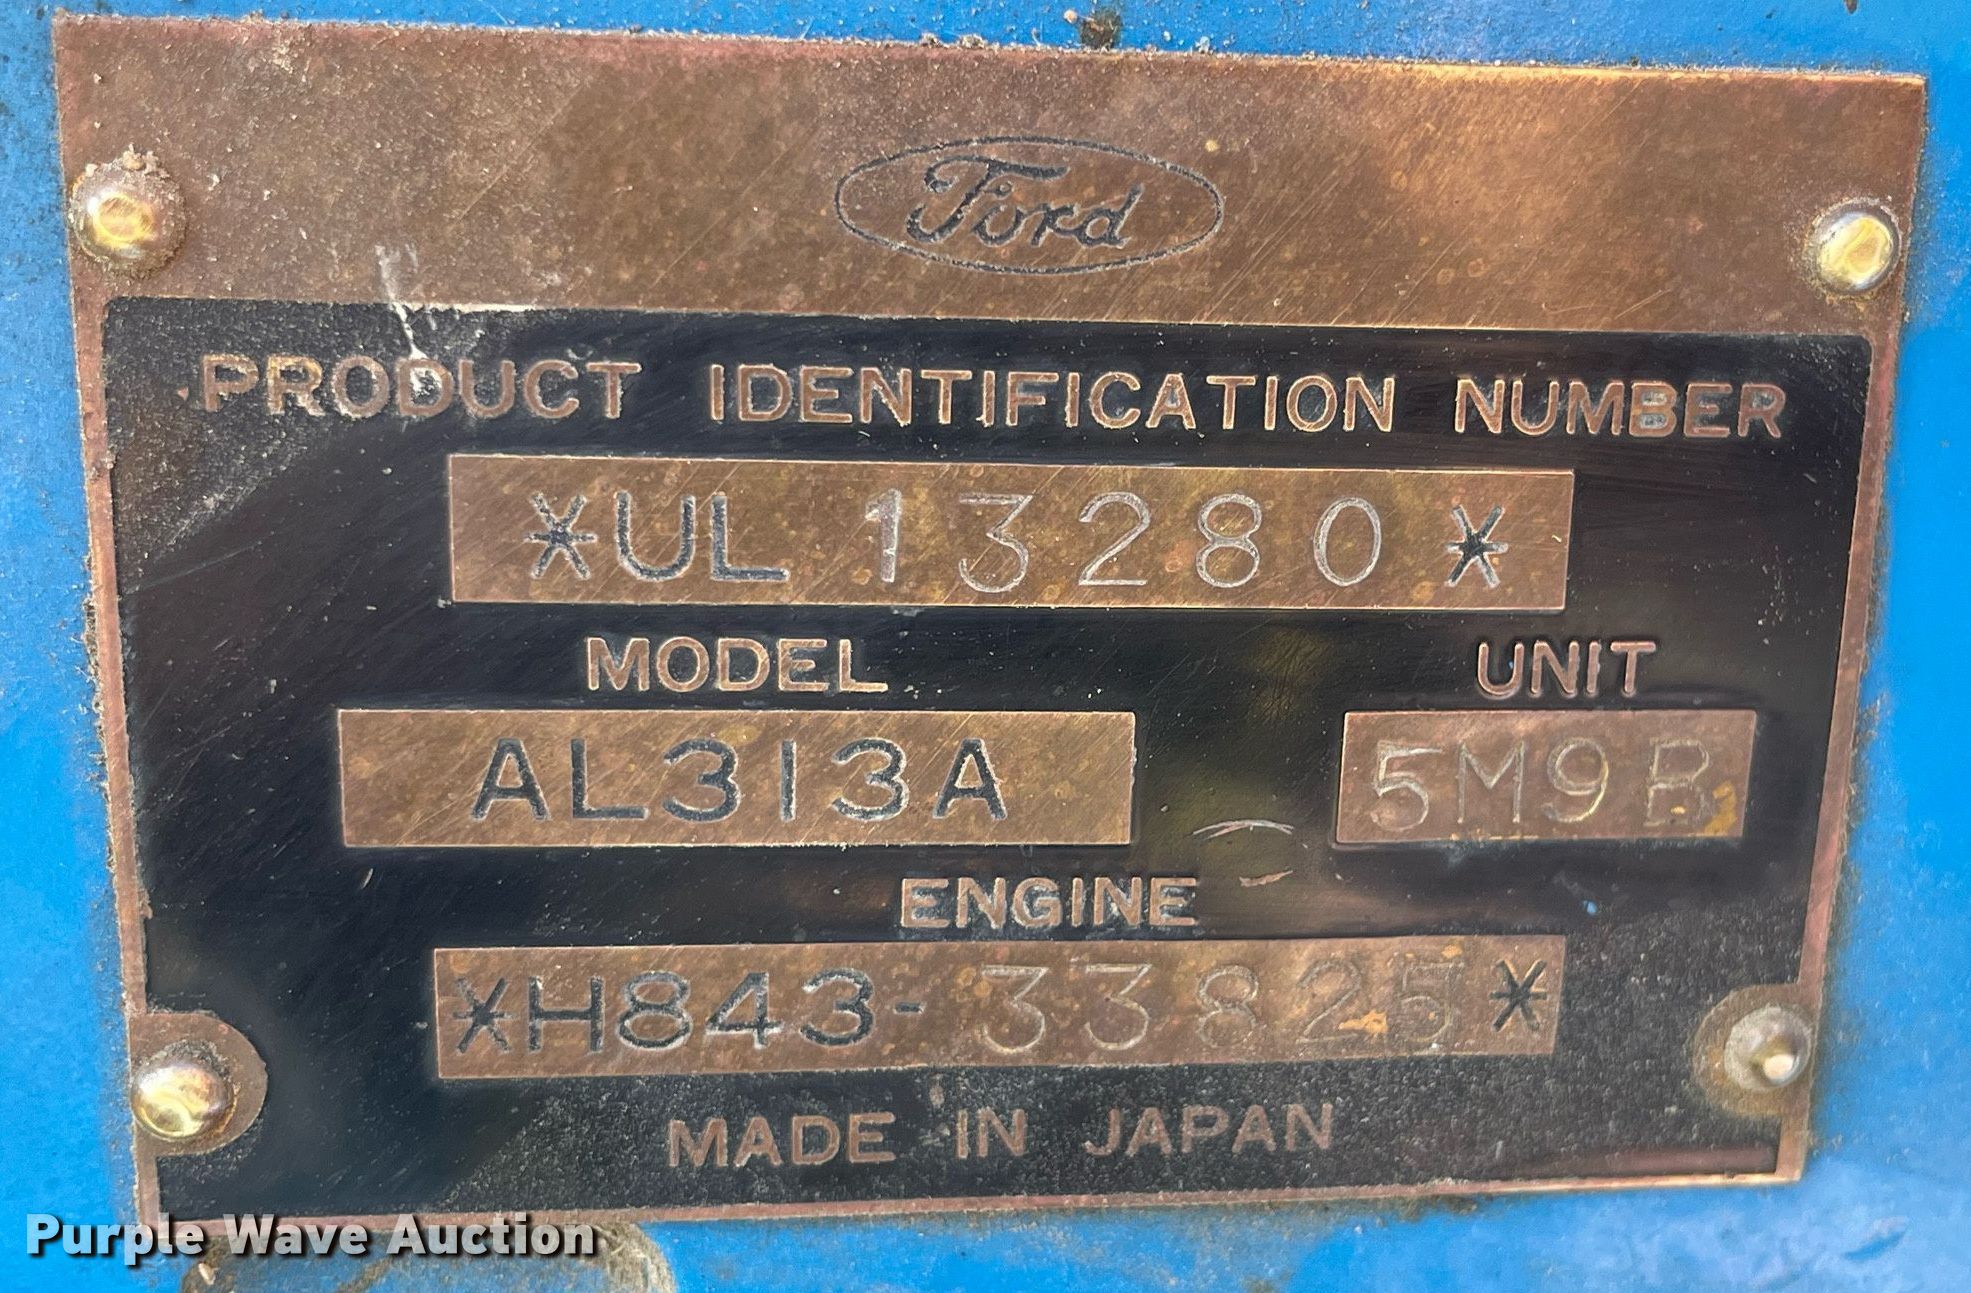 Ford
PRODUCT IDENTIFICATION NUMBER
*UL 13280*
MODEL UNIT
AL313A 5M9B
ENGINE
*H843-33825*
MADE IN JAPAN
Purple Wave Auction